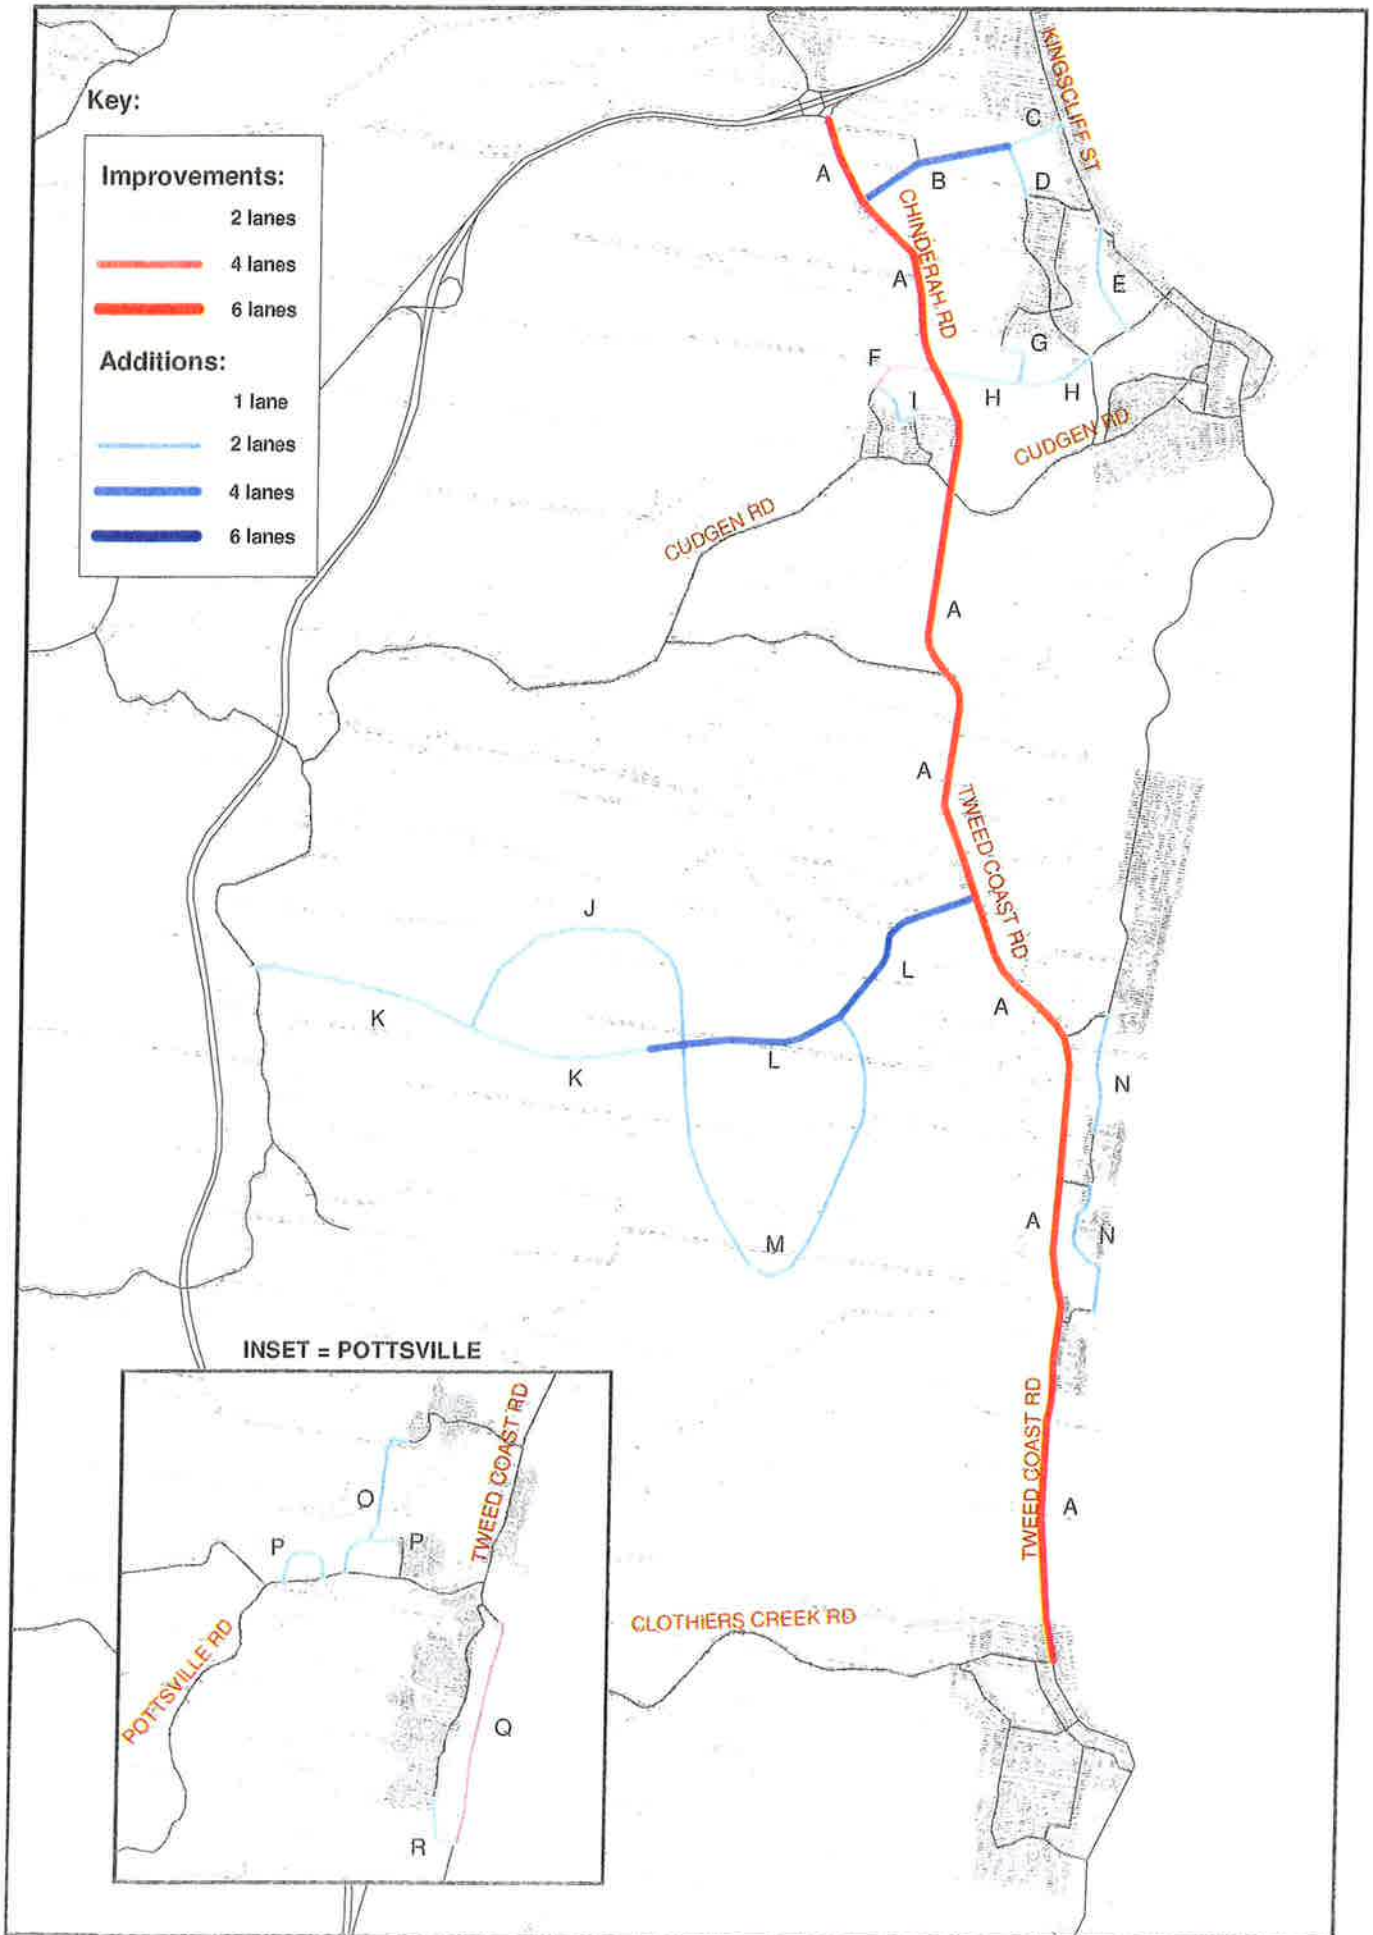 Key:
Improvements:
2 lanes
4 lanes
6 lanes
Additions:
1 lane
2 lanes
4 lanes
6 lanes
KINGSCLIFF ST
C
A
B
D
CHINDERAH RD
A
E
G
F
I
H
H
CUDGEN RD
CUDGEN RD
A
A
TWEED COAST RD
J
L
A
K
L
K
N
A
N
M
INSET = POTTSVILLE
TWEED COAST RD
O
P
P
POTTSVILLE RD
Q
R
TWEED COAST RD
A
CLOTHIERS CREEK RD